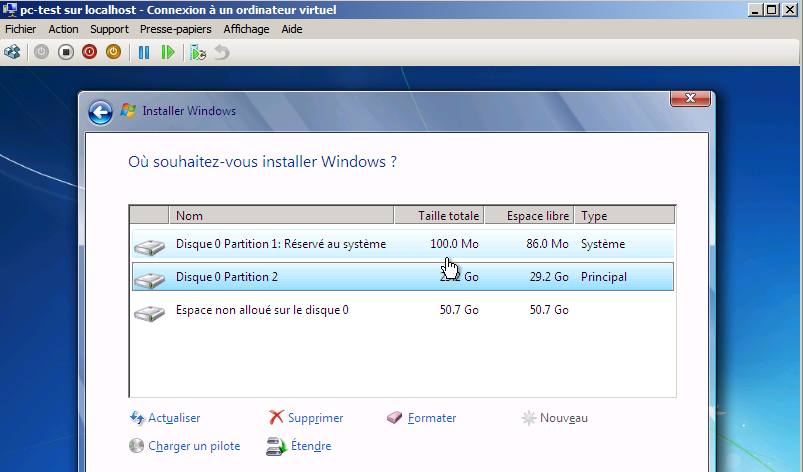 pc-test sur localhost - Connexion à un ordinateur virtuel
Fichier Action Support Presse-papiers Affichage Aide
Installer Windows
Où souhaitez-vous installer Windows ?
Nom Taille totale Espace libre Type
Disque 0 Partition 1: Réservé au système 100.0 Mo 86.0 Mo Système
Disque 0 Partition 2 Go 29.2 Go Principal
Espace non alloué sur le disque 0 50.7 Go 50.7 Go
Actualiser Supprimer Formater Nouveau
Charger un pilote Étendre